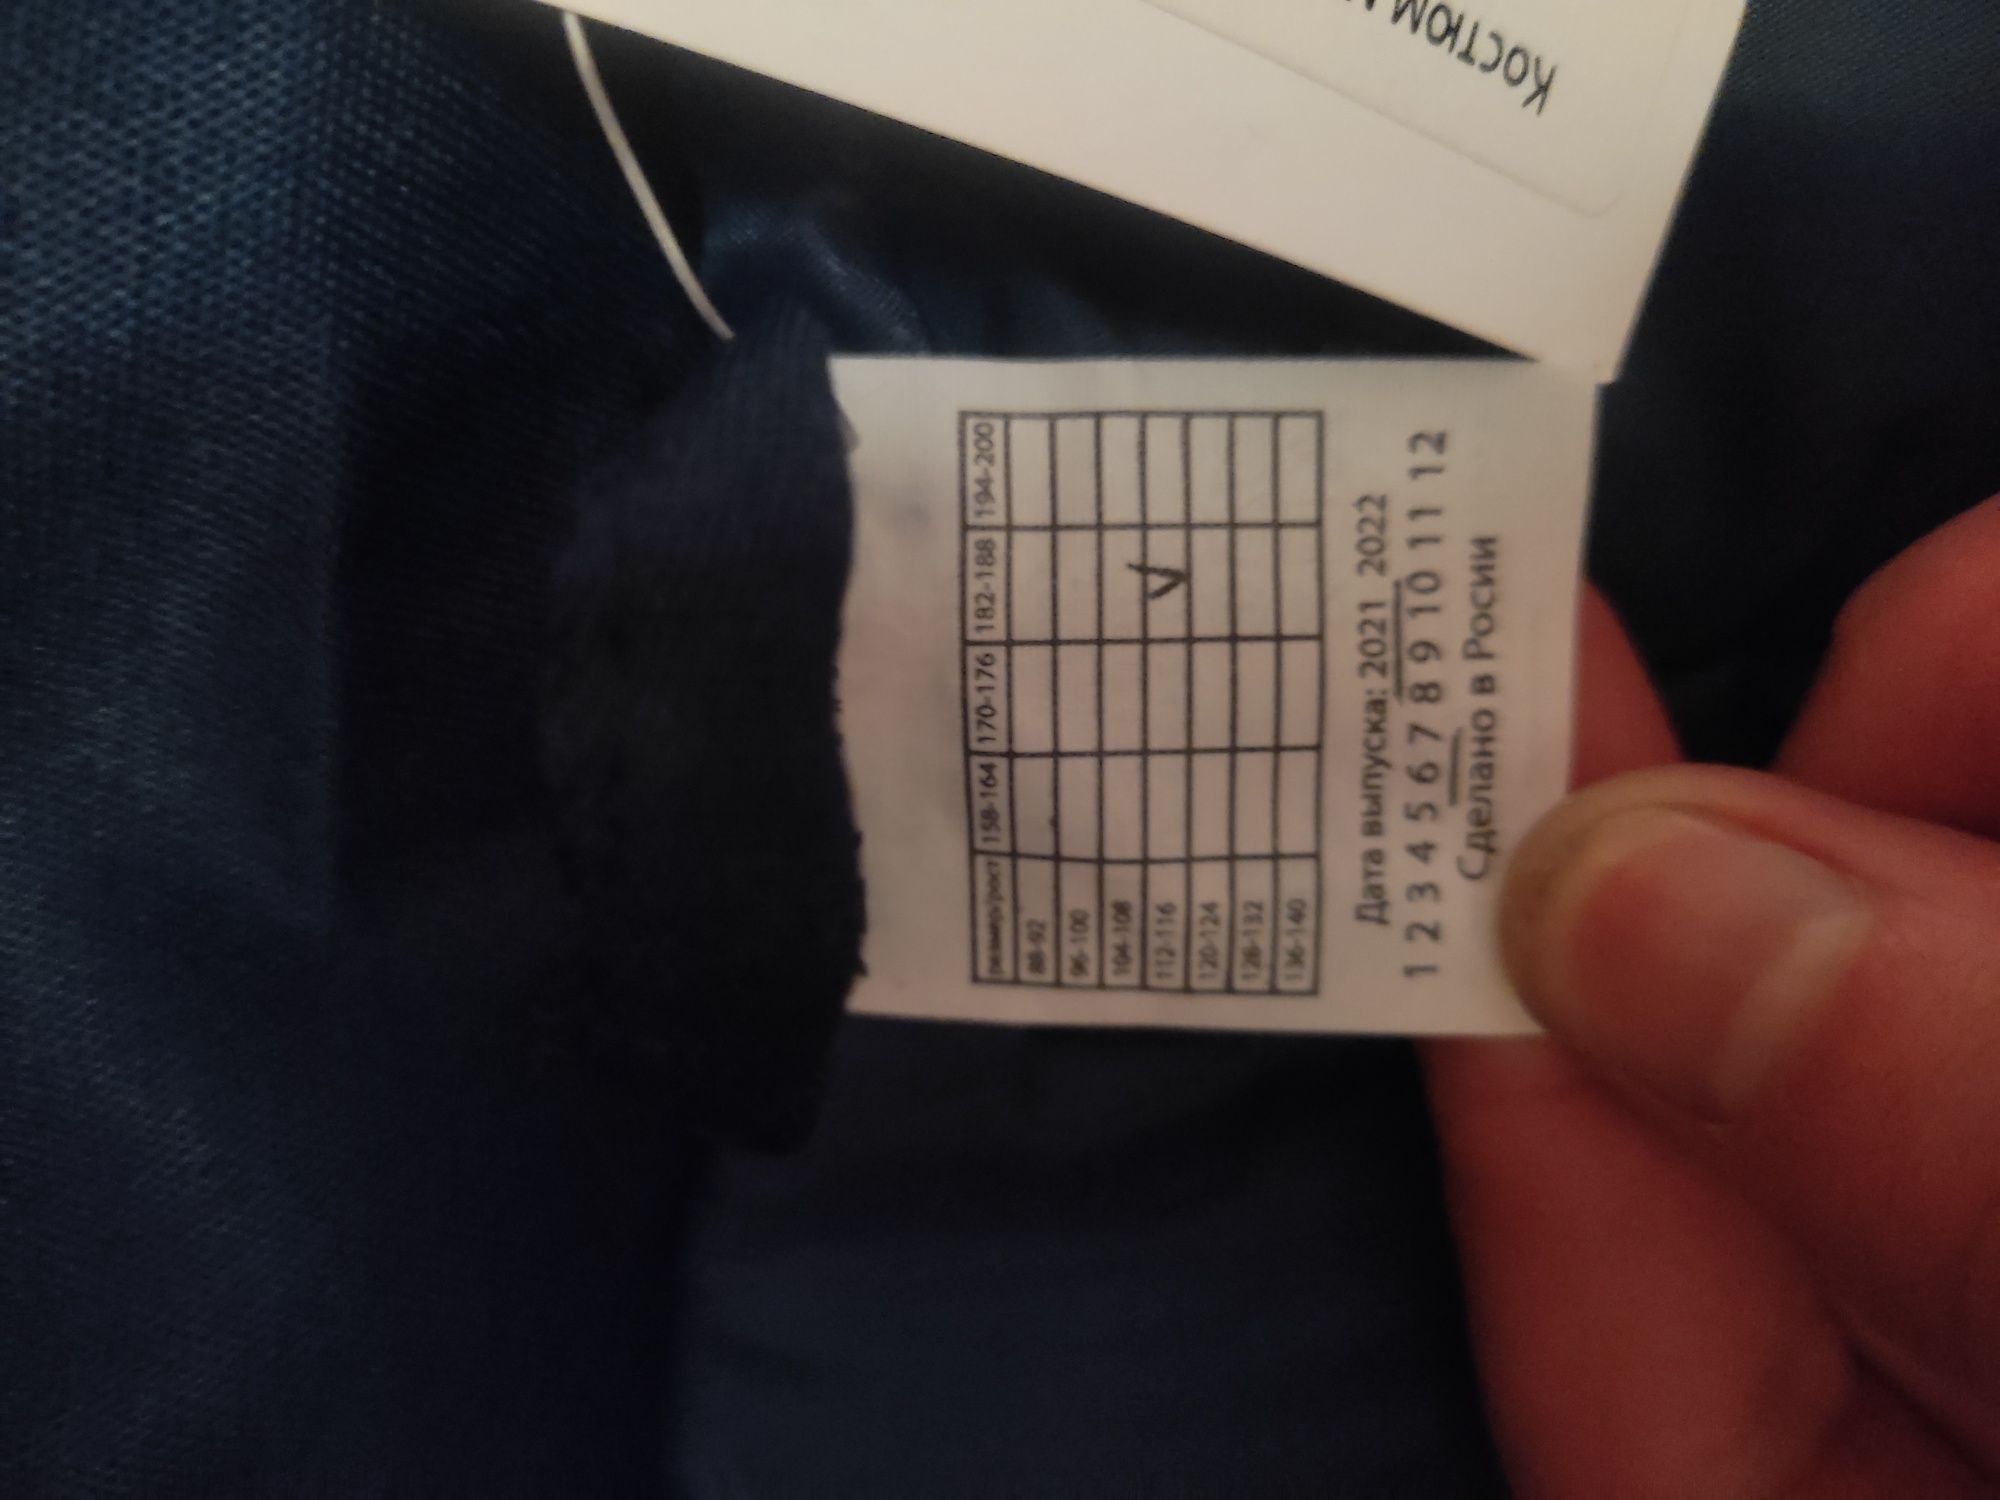 Костюм
размер/рост 158-164 170-176 182-188 194-200
88-92
96-100
104-108
112-116 V
120-124
128-132
136-140
Дата выпуска: 2021 2022
1 2 3 4 5 6 7 8 9 10 11 12
Сделано в Росии